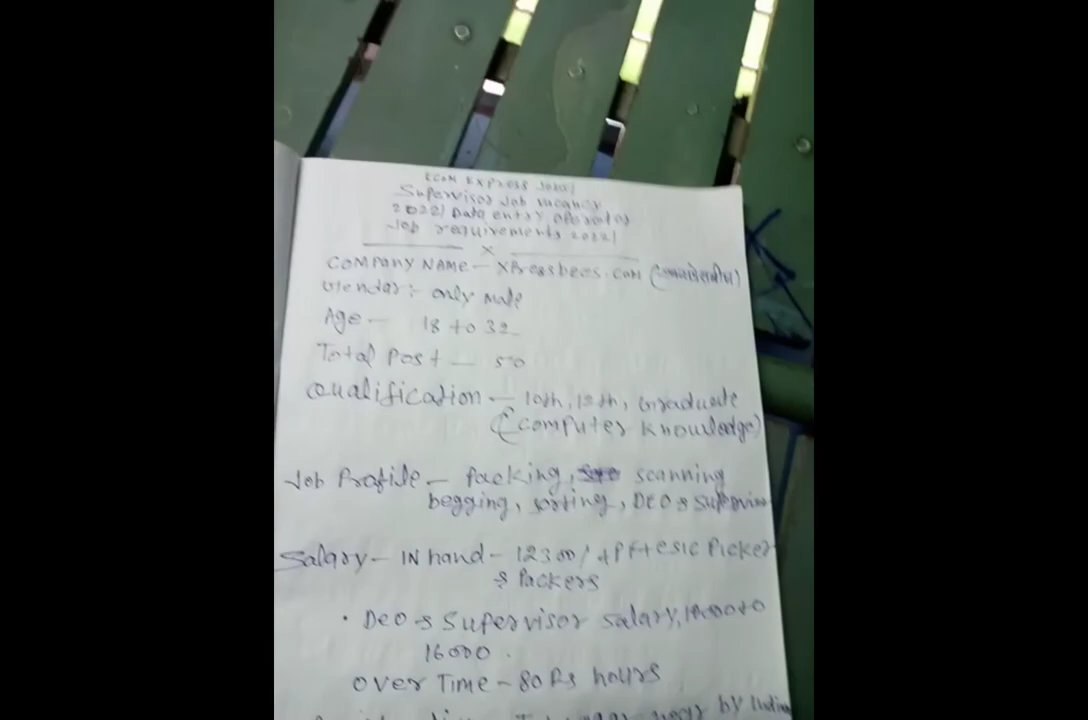 ECOM EXPRESS JOBS/
Supervisor Job vacancy
2022/ Data entry operator
Job requirements 2022/
x
COMPANY NAME - XPressbees.COM
Gendar :- only male
Age - 18 to 32
Total Post - 50
Qualification - 10th, 12th, Graduate
(Computer Knowledge)
Job Profile - Packing, scanning
begging, sorting, DEO & Supervisor
Salary - IN hand - 12300/ + PF + esic Picker
& Packers
• DEO & Supervisor salary,
16000.
Over Time - 80 Rs hours
by